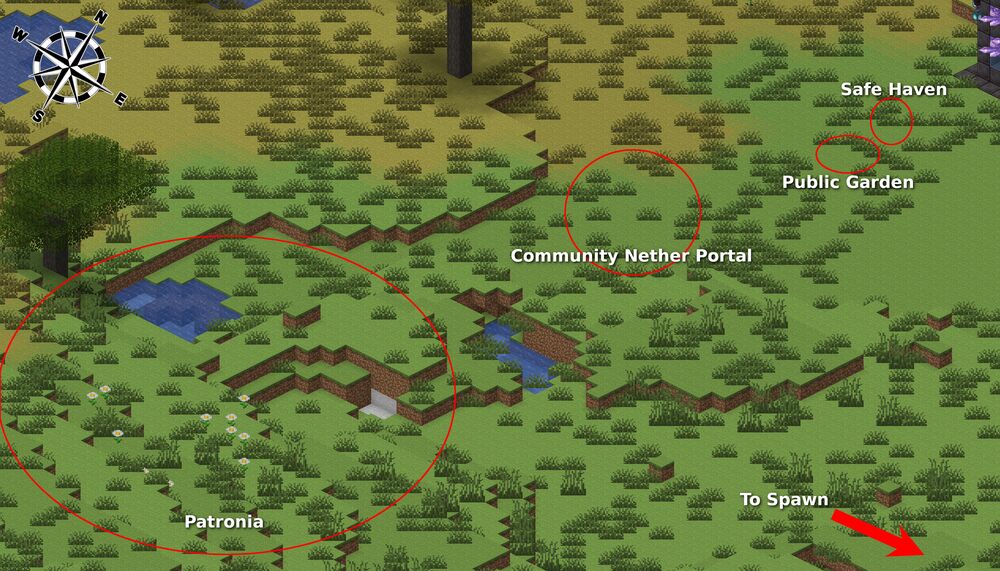 N
W
E
S
Safe Haven
Public Garden
Community Nether Portal
To Spawn
Patronia